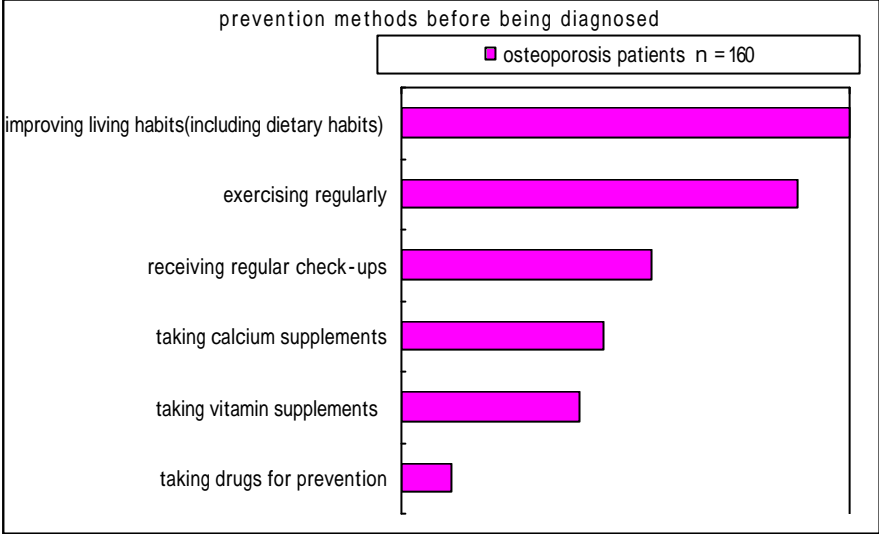 prevention methods before being diagnosed
osteoporosis patients n = 160
improving living habits(including dietary habits)
exercising regularly
receiving regular check-ups
taking calcium supplements
taking vitamin supplements
taking drugs for prevention